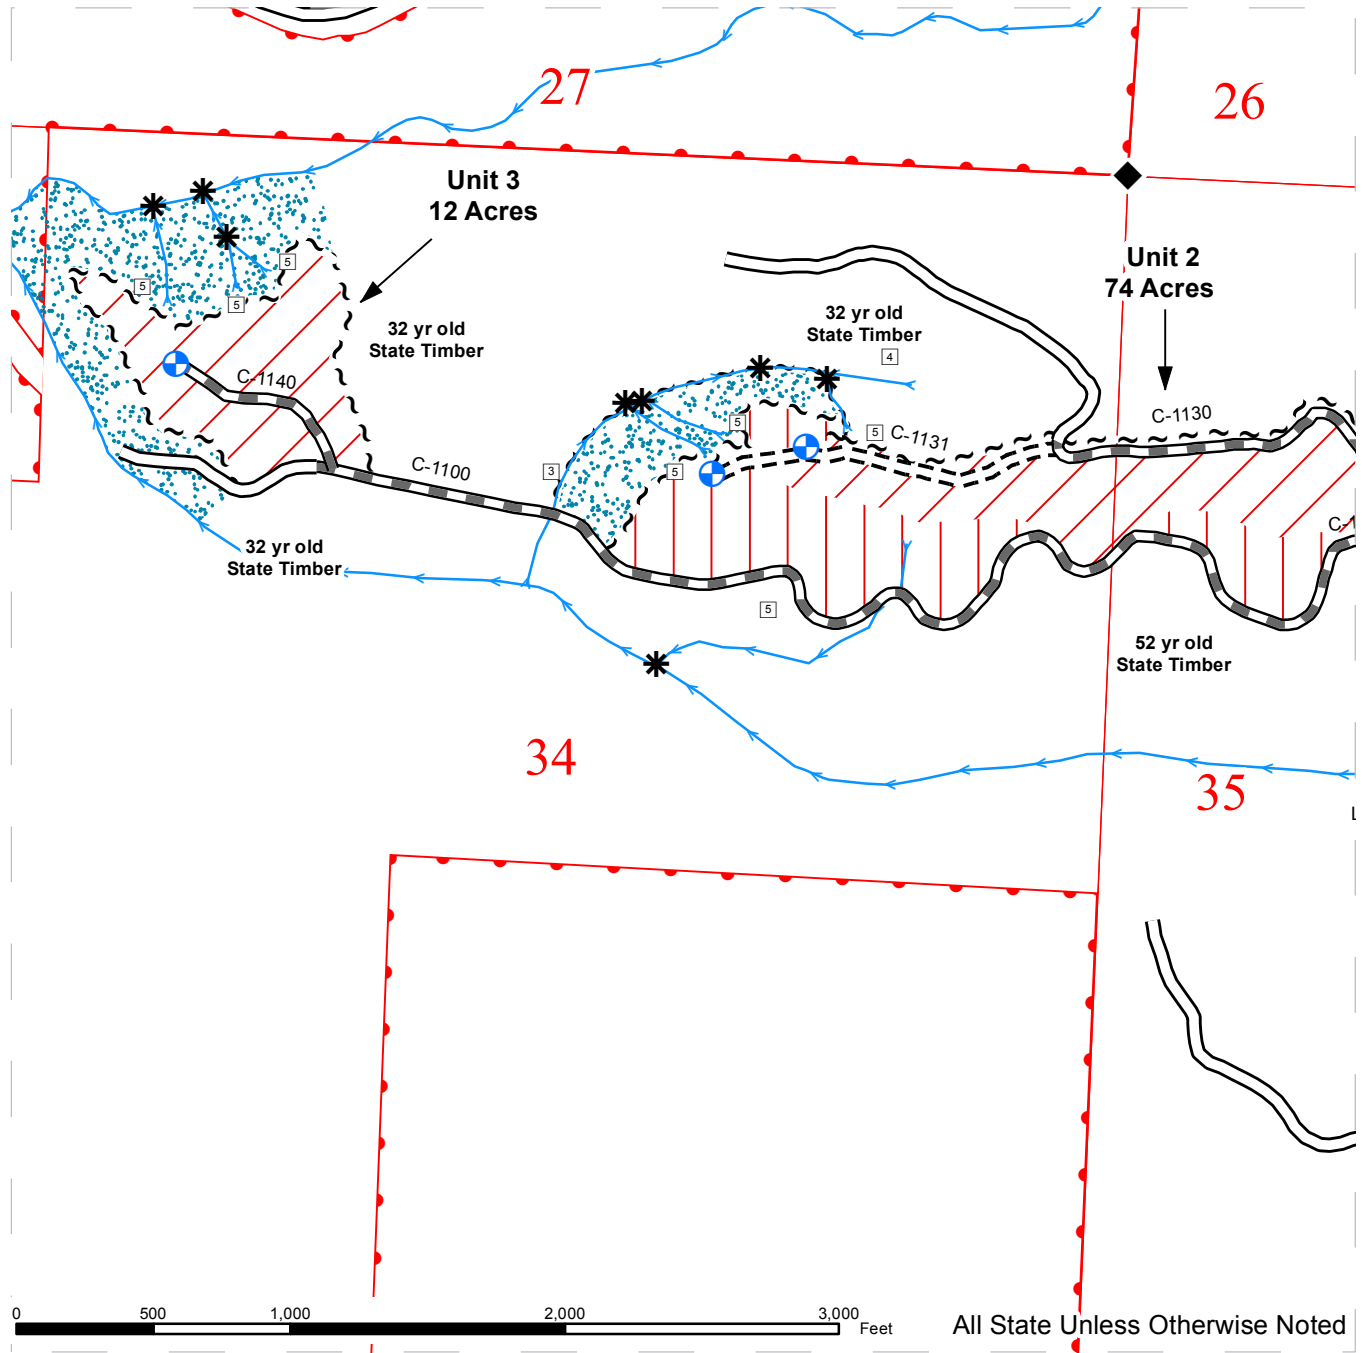 27
26
Unit 3
12 Acres
5
5
5
Unit 2
74 Acres
32 yr old
State Timber
32 yr old
State Timber
4
C-1140
C-1130
5
5
C-1131
C-1100
3
5
C-1
32 yr old
State Timber
5
52 yr old
State Timber
34
35
L
0
500
1,000
2,000
3,000
Feet
All State Unless Otherwise Noted